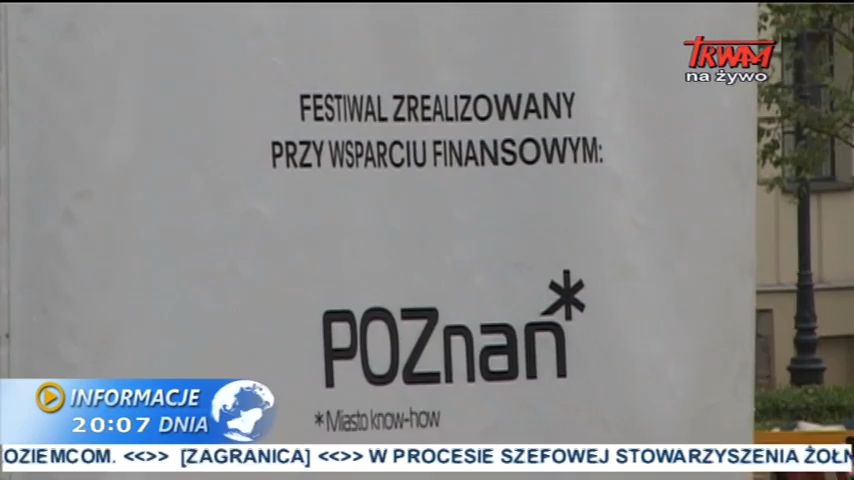 TRWAM
na żywo
FESTIWAL ZREALIZOWANY
PRZY WSPARCIU FINANSOWYM:
POZnan*
*Miasto know-how
INFORMACJE
20:07 DNIA
OZIEMCOM. <<>> [ZAGRANICA] <<>> W PROCESIE SZEFOWEJ STOWARZYSZENIA ŻOŁN